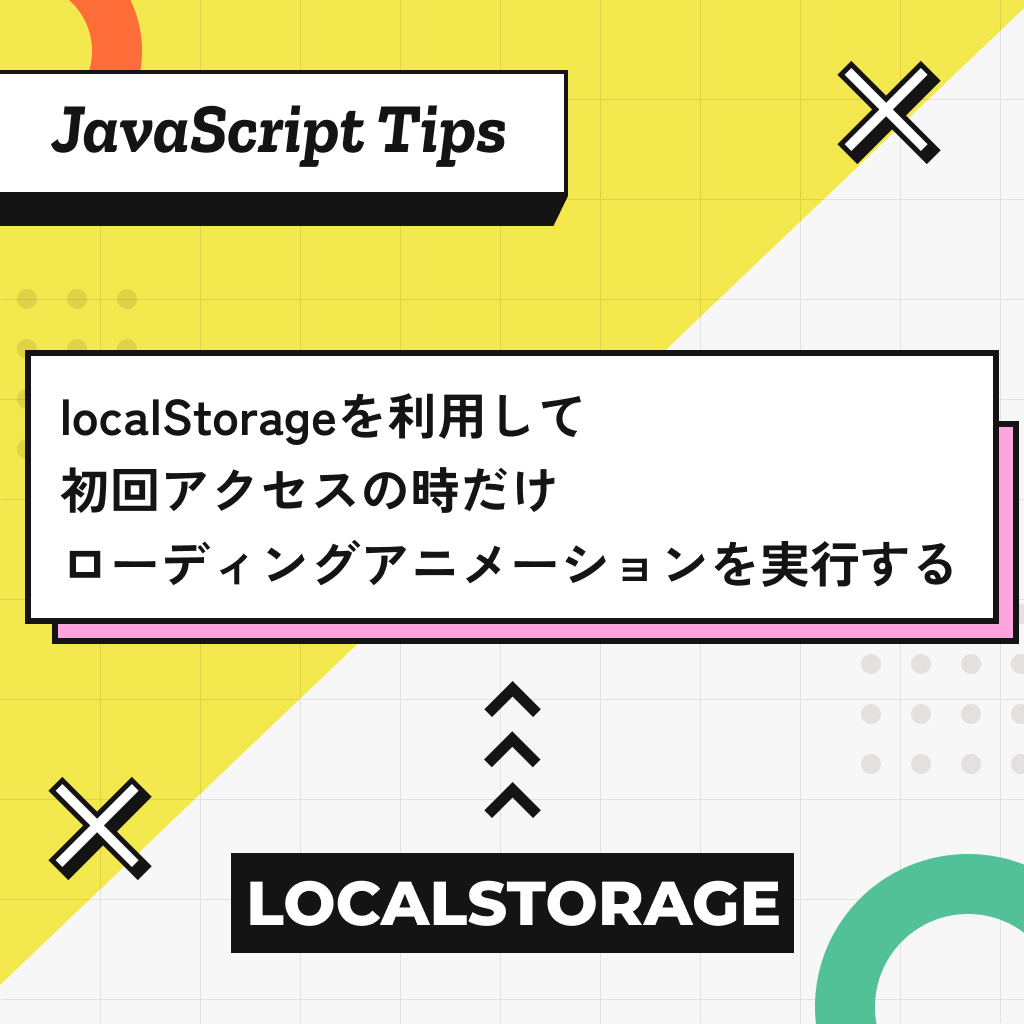 JavaScript Tips
localStorageを利用して
初回アクセスの時だけ
ローディングアニメーションを実行する
LOCALSTORAGE